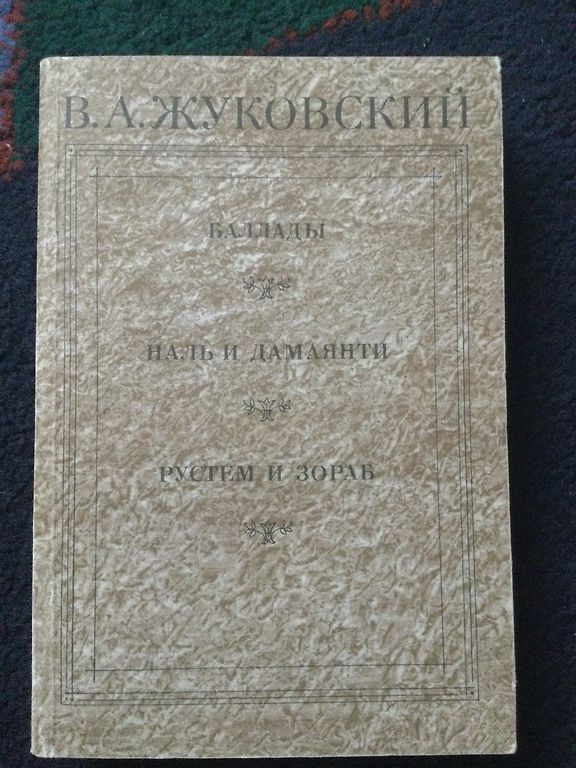 В. А. ЖУКОВСКИЙ
БАЛЛАДЫ
НАЛЬ И ДАМАЯНТИ
РУСТЕМ И ЗОРАБ